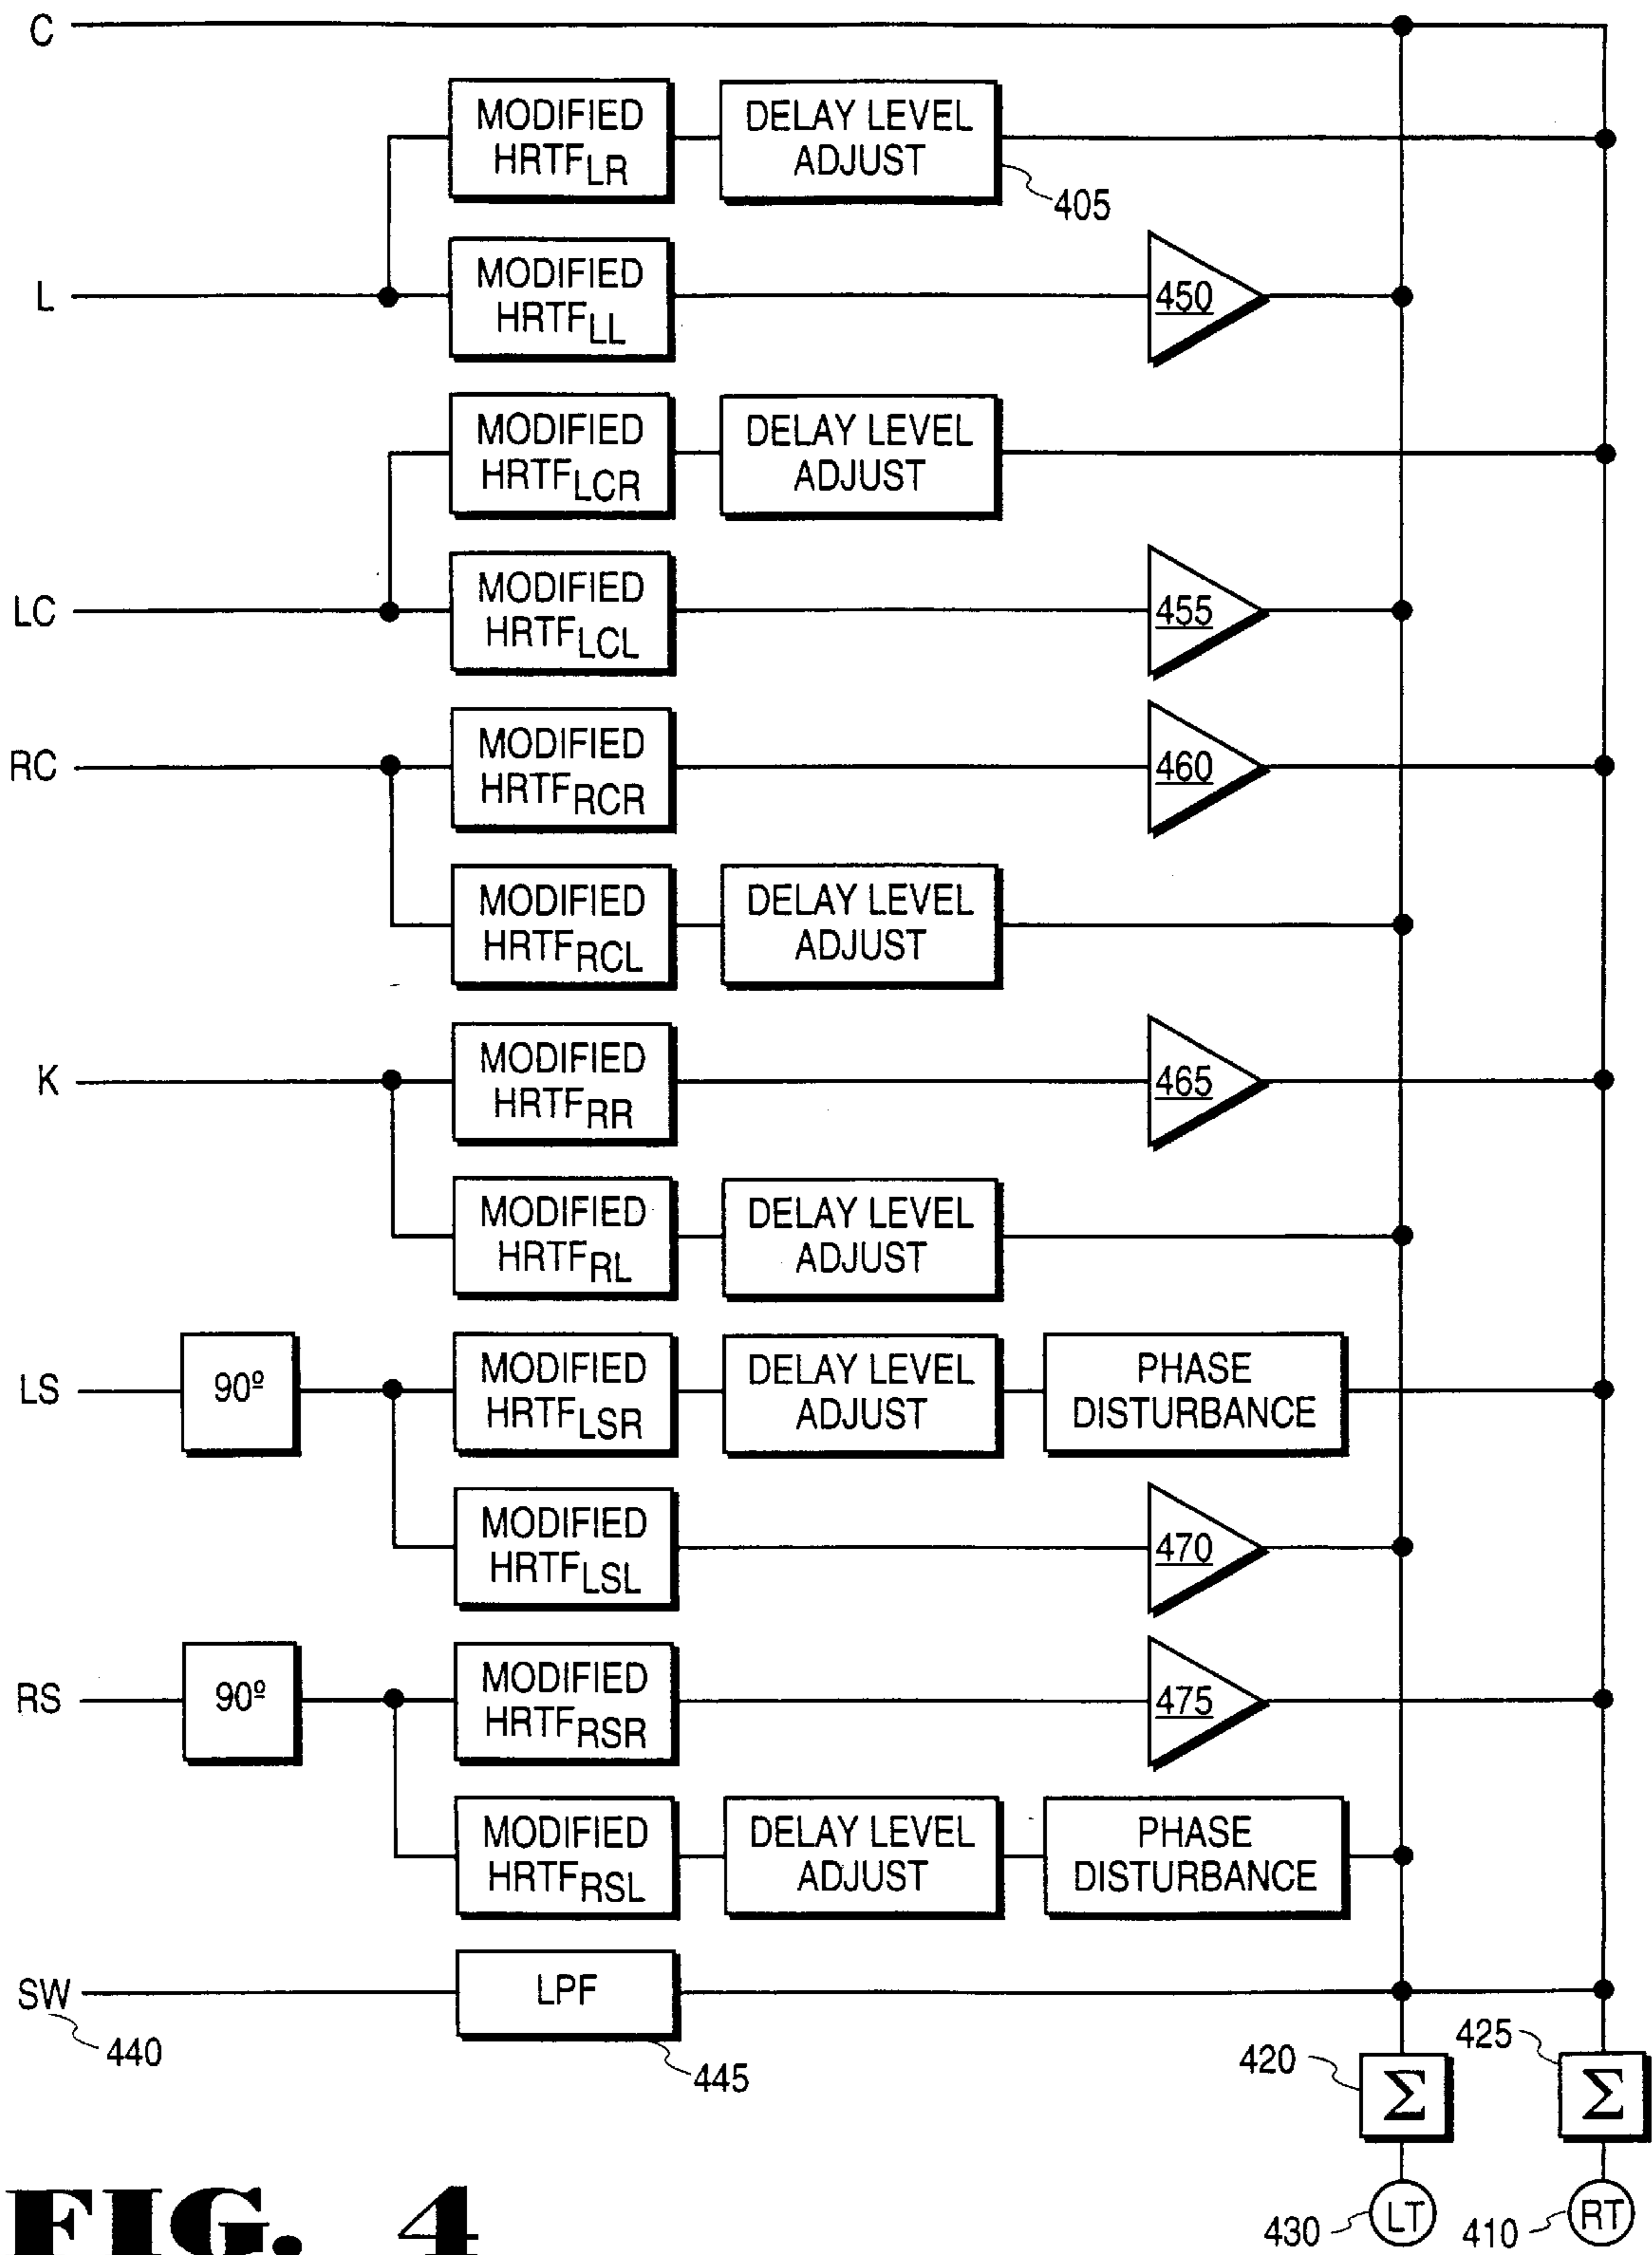 C
MODIFIED
HRTFLR
DELAY LEVEL
ADJUST
405
L
MODIFIED
HRTFLL
450
MODIFIED
HRTFLCR
DELAY LEVEL
ADJUST
LC
MODIFIED
HRTFLCL
455
RC
MODIFIED
HRTFRCR
460
MODIFIED
HRTFRCL
DELAY LEVEL
ADJUST
K
MODIFIED
HRTFRR
465
MODIFIED
HRTFRL
DELAY LEVEL
ADJUST
LS
90º
MODIFIED
HRTFLSR
DELAY LEVEL
ADJUST
PHASE
DISTURBANCE
MODIFIED
HRTFLSL
470
RS
90º
MODIFIED
HRTFRSR
475
MODIFIED
HRTFRSL
DELAY LEVEL
ADJUST
PHASE
DISTURBANCE
SW
440
LPF
445
420
Σ
425
Σ
430
LT
410
RT
FIG. 4